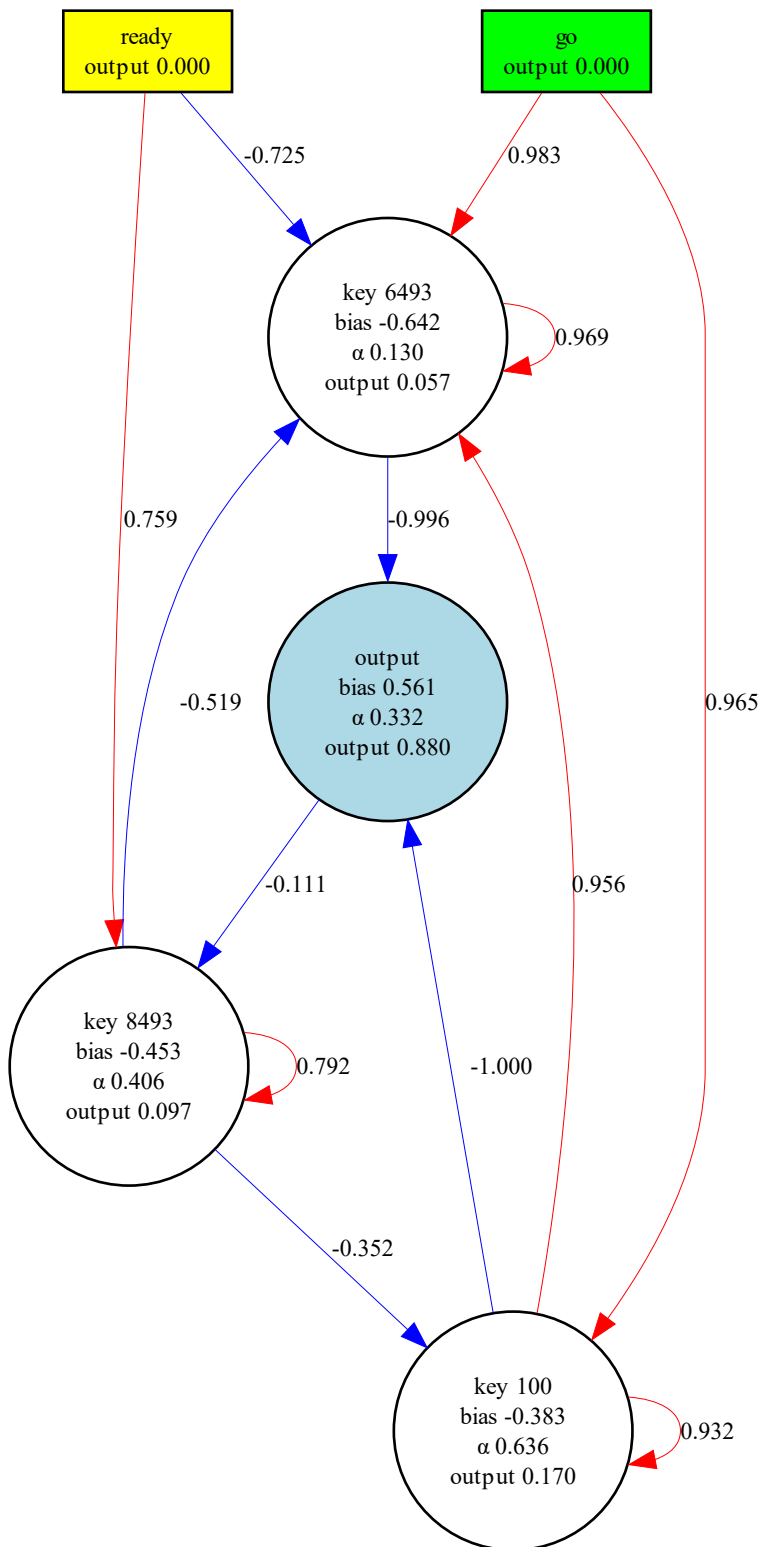 ready
output 0.000
go
output 0.000
-0.725
0.983
key 6493
bias -0.642
α 0.130
output 0.057
0.969
0.759
-0.996
output
bias 0.561
α 0.332
output 0.880
-0.519
0.965
-0.111
0.956
key 8493
bias -0.453
α 0.406
output 0.097
0.792
-1.000
-0.352
key 100
bias -0.383
α 0.636
output 0.170
0.932